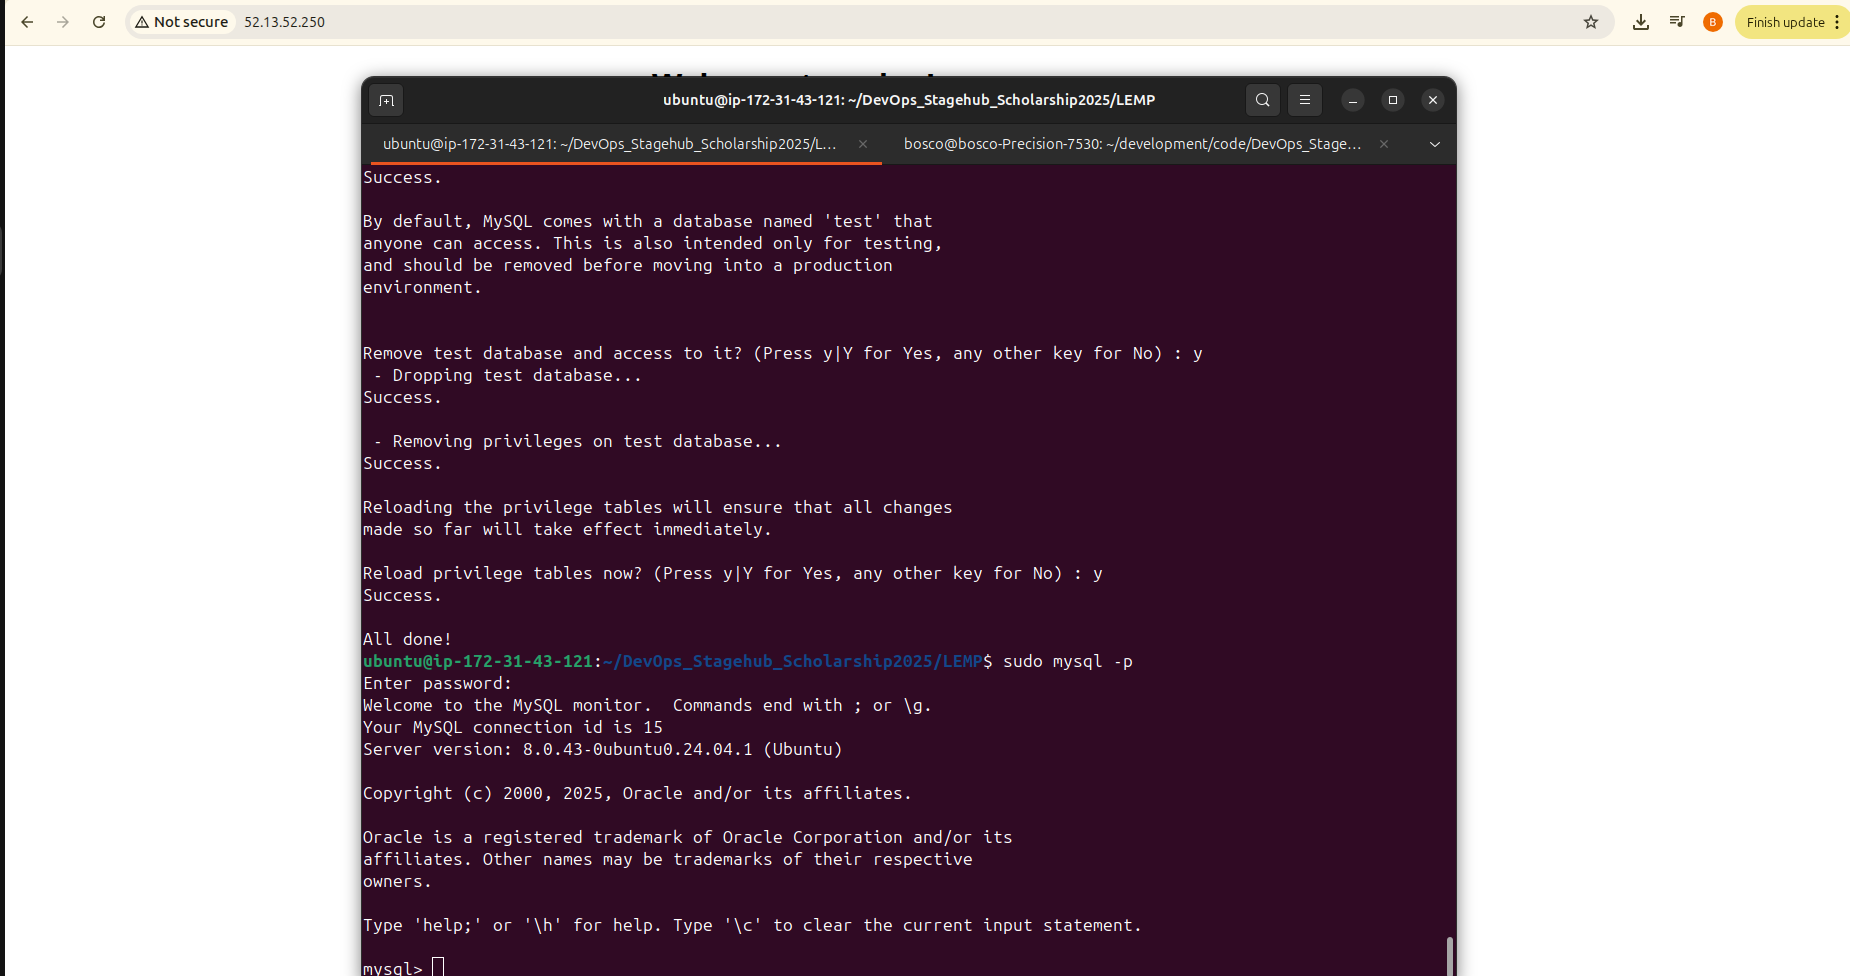 Not secure 52.13.52.250 B Finish update
ubuntu@ip-172-31-43-121: ~/DevOps_Stagehub_Scholarship2025/LEMP
ubuntu@ip-172-31-43-121: ~/DevOps_Stagehub_Scholarship2025/L... bosco@bosco-Precision-7530: ~/development/code/DevOps_Stage...
Success.
By default, MySQL comes with a database named 'test' that
anyone can access. This is also intended only for testing,
and should be removed before moving into a production
environment.
Remove test database and access to it? (Press y|Y for Yes, any other key for No) : y
- Dropping test database...
Success.
- Removing privileges on test database...
Success.
Reloading the privilege tables will ensure that all changes
made so far will take effect immediately.
Reload privilege tables now? (Press y|Y for Yes, any other key for No) : y
Success.
All done!
ubuntu@ip-172-31-43-121:~/DevOps_Stagehub_Scholarship2025/LEMP$ sudo mysql -p
Enter password:
Welcome to the MySQL monitor.  Commands end with ; or \g.
Your MySQL connection id is 15
Server version: 8.0.43-0ubuntu0.24.04.1 (Ubuntu)
Copyright (c) 2000, 2025, Oracle and/or its affiliates.
Oracle is a registered trademark of Oracle Corporation and/or its
affiliates. Other names may be trademarks of their respective
owners.
Type 'help;' or '\h' for help. Type '\c' to clear the current input statement.
mysql>